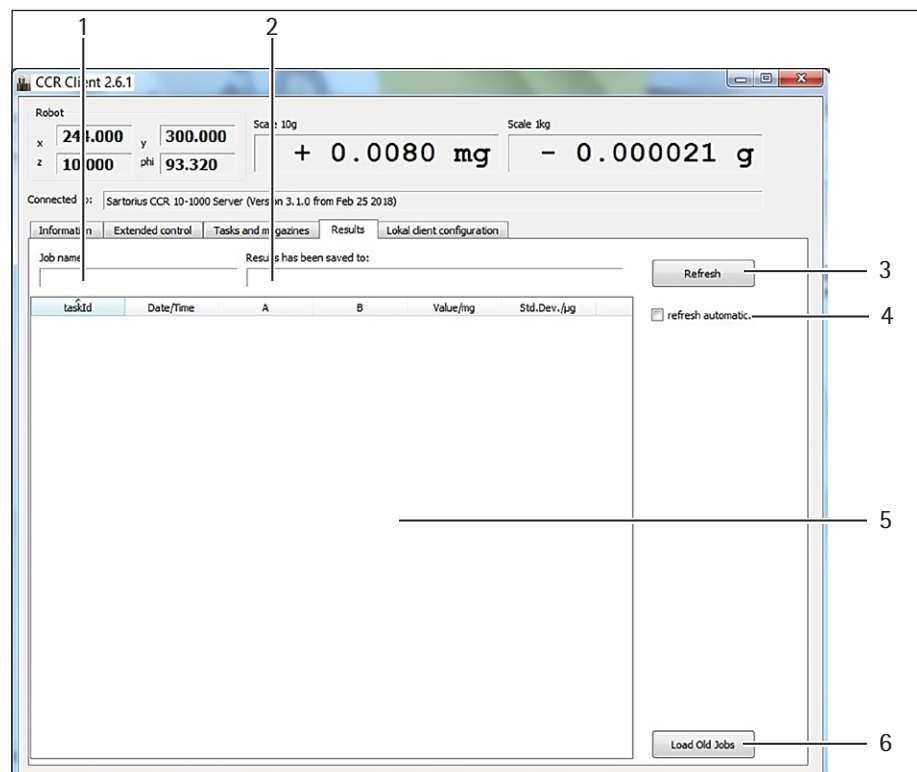 1 2
CCR Client 2.6.1
Robot
x 244.000 y 300.000
z 10.000 phi 93.320
Scale 10g
+ 0.0080 mg
Scale 1kg
- 0.000021 g
Connected to: Sartorius CCR 10-1000 Server (Version 3.1.0 from Feb 25 2018)
Information Extended control Tasks and magazines Results Lokal client configuration
Job name Results has been saved to:
Refresh 3
taskId Date/Time A B Value/mg Std.Dev./µg
refresh automatic. 4
5
Load Old Jobs 6